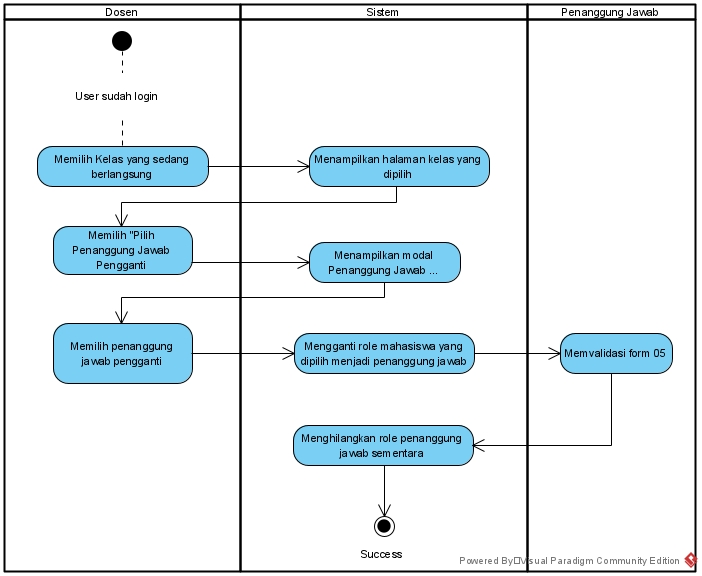 Dosen
Sistem
Penanggung Jawab
User sudah login
Memilih Kelas yang sedang
berlangsung
Menampilkan halaman kelas yang
dipilih
Memilih "Pilih
Penanggung Jawab
Pengganti
Menampilkan modal
Penanggung Jawab ...
Memilih penanggung
jawab pengganti
Mengganti role mahasiswa yang
dipilih menjadi penanggung jawab
Memvalidasi form 05
Menghilangkan role penanggung
jawab sementara
Success
Powered By Visual Paradigm Community Edition